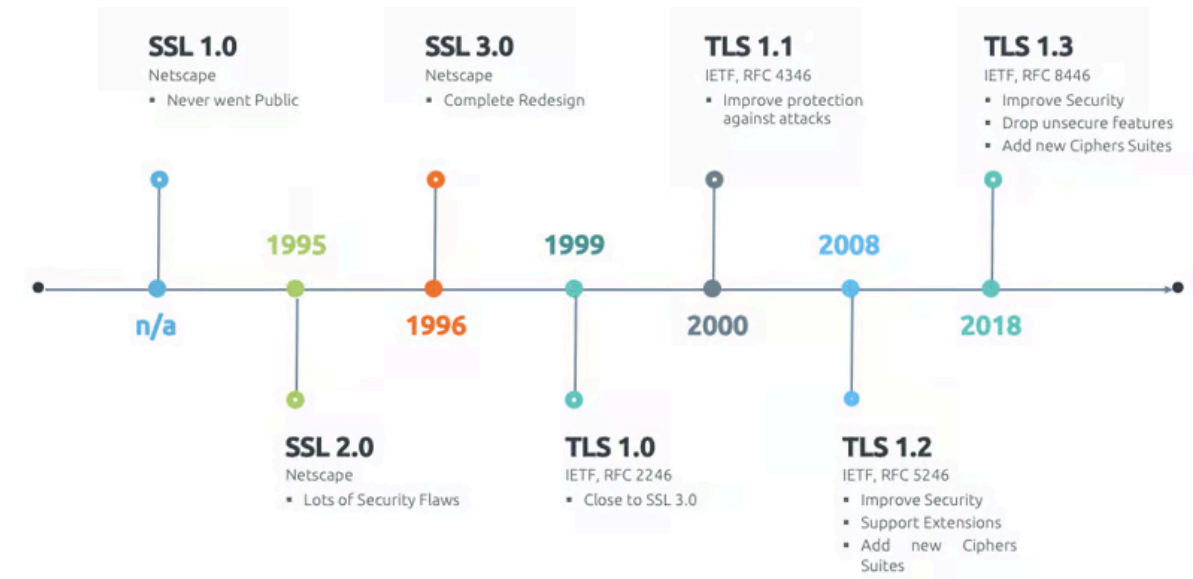 SSL 1.0
Netscape
▪ Never went Public
SSL 3.0
Netscape
▪ Complete Redesign
TLS 1.1
IETF, RFC 4346
▪ Improve protection
against attacks
TLS 1.3
IETF, RFC 8446
▪ Improve Security
▪ Drop unsecure features
▪ Add new Ciphers Suites
1995
1999
2008
n/a
1996
2000
2018
SSL 2.0
Netscape
▪ Lots of Security Flaws
TLS 1.0
IETF, RFC 2246
▪ Close to SSL 3.0
TLS 1.2
IETF, RFC 5246
▪ Improve Security
▪ Support Extensions
▪ Add new Ciphers
Suites